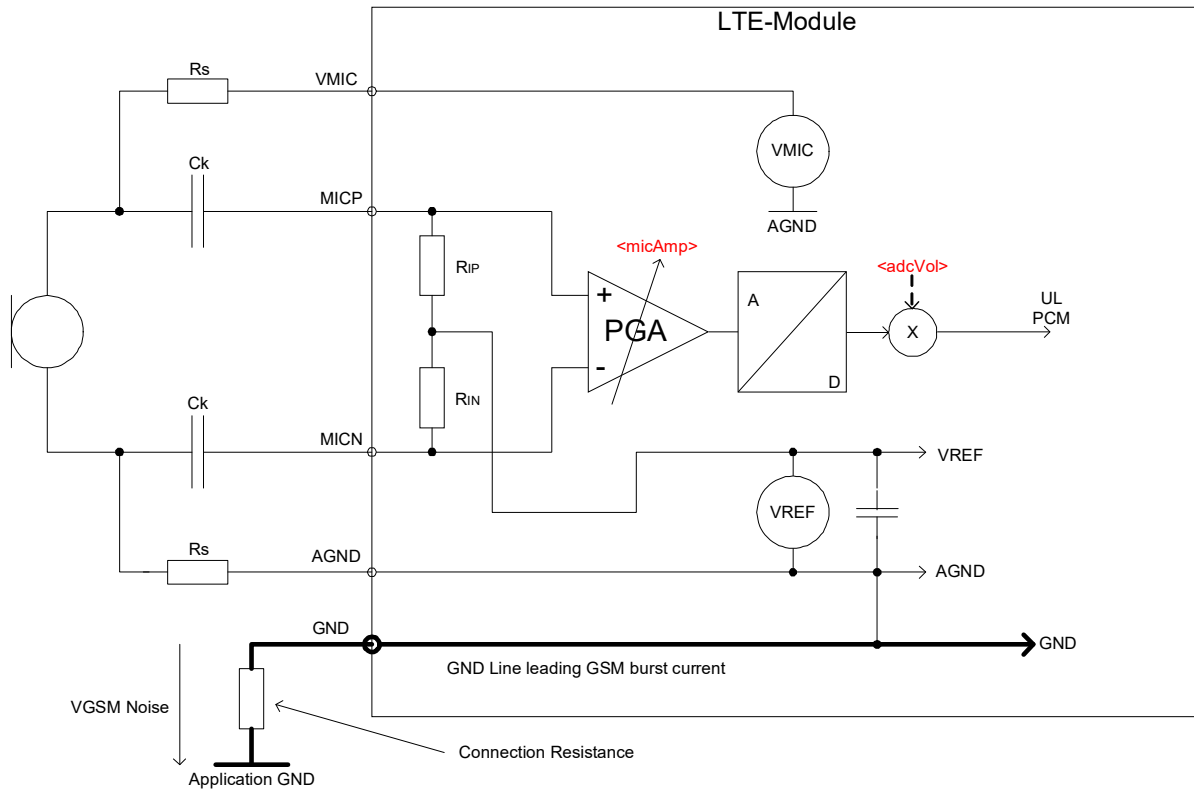 LTE-Module
Rs
VMIC
VMIC
AGND
Ck
MICP
RIP
<micAmp>
+
PGA
-
A
D
<adcVol>
X
UL
PCM
RIN
Ck
MICN
VREF
VREF
Rs
AGND
AGND
GND
GND
GND Line leading GSM burst current
VGSM Noise
Connection Resistance
Application GND